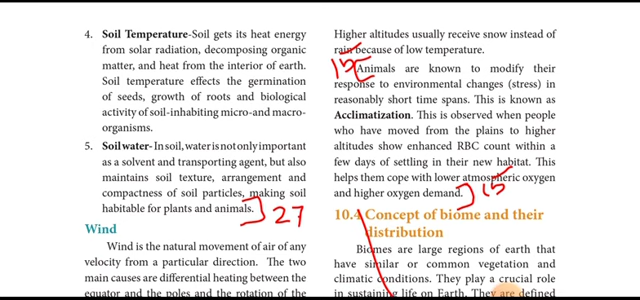 4. Soil Temperature-Soil gets its heat energy
from solar radiation, decomposing organic
matter, and heat from the interior of earth.
Soil temperature effects the germination
of seeds, growth of roots and biological
activity of soil-inhabiting micro-and macro-
organisms.
5. Soil water- In soil, water is not only important
as a solvent and transporting agent, but also
maintains soil texture, arrangement and
compactness of soil particles, making soil
habitable for plants and animals.
27
Wind
Wind is the natural movement of air of any
velocity from a particular direction. The two
main causes are differential heating between the
equator and the poles and the rotation of the
Higher altitudes usually receive snow instead of
rain because of low temperature.
15
Animals are known to modify their
response to environmental changes (stress) in
reasonably short time spans. This is known as
Acclimatization. This is observed when people
who have moved from the plains to higher
altitudes show enhanced RBC count within a
few days of settling in their new habitat. This
helps them cope with lower atmospheric oxygen
and higher oxygen demand.
15
10.4 Concept of biome and their
distribution
Biomes are large regions of earth that
have similar or common vegetation and
climatic conditions. They play a crucial role
in sustaining life on Earth. They are defined